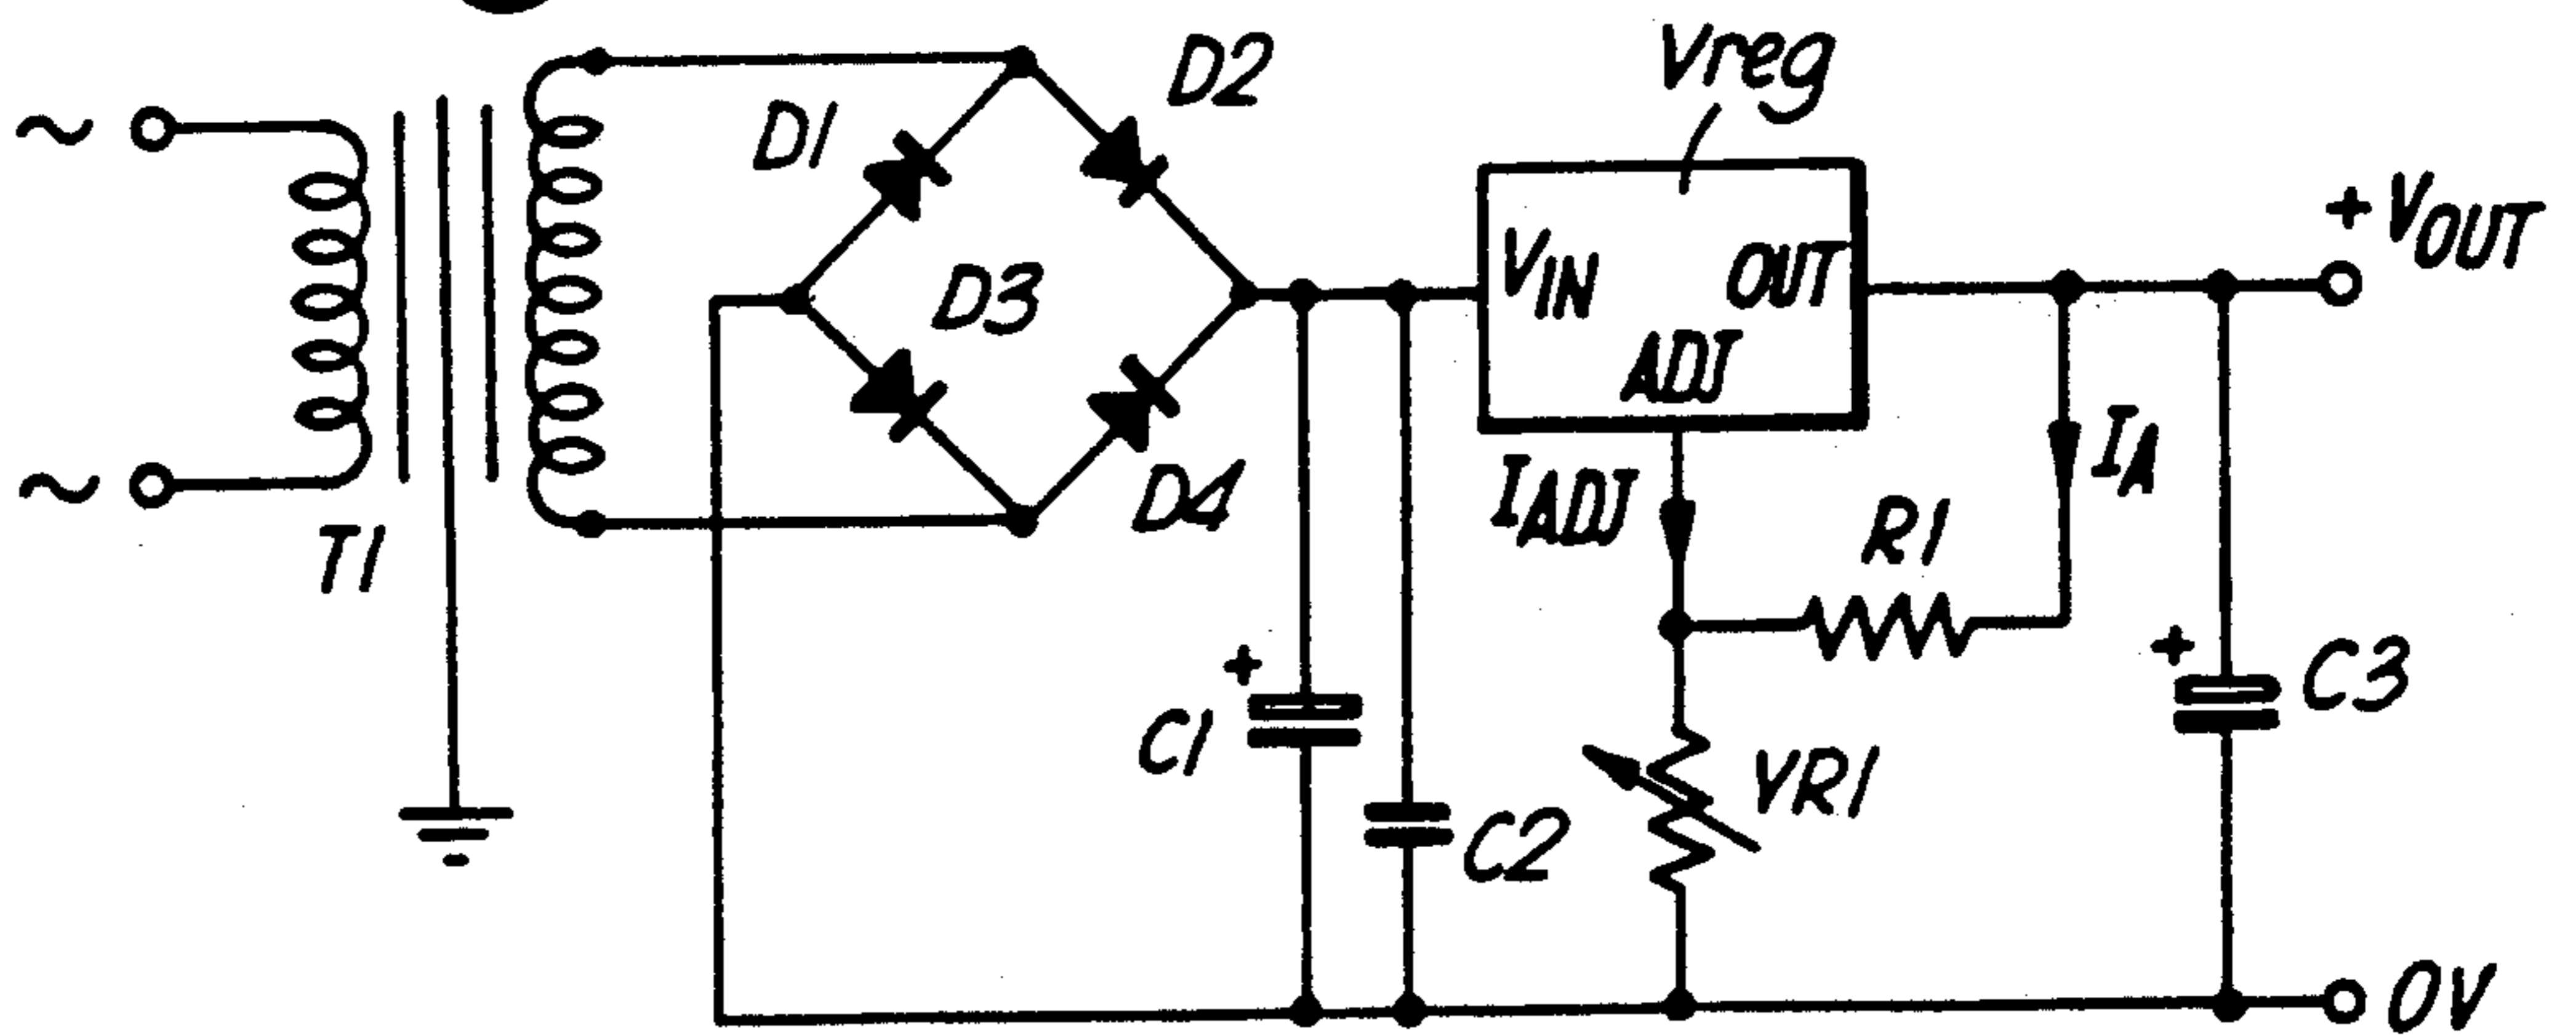 ~
~
T1
D1
D2
D3
D4
Vreg
VIN
OUT
ADJ
IADJ
IA
R1
VR1
+
C1
C2
+
C3
+VOUT
0V